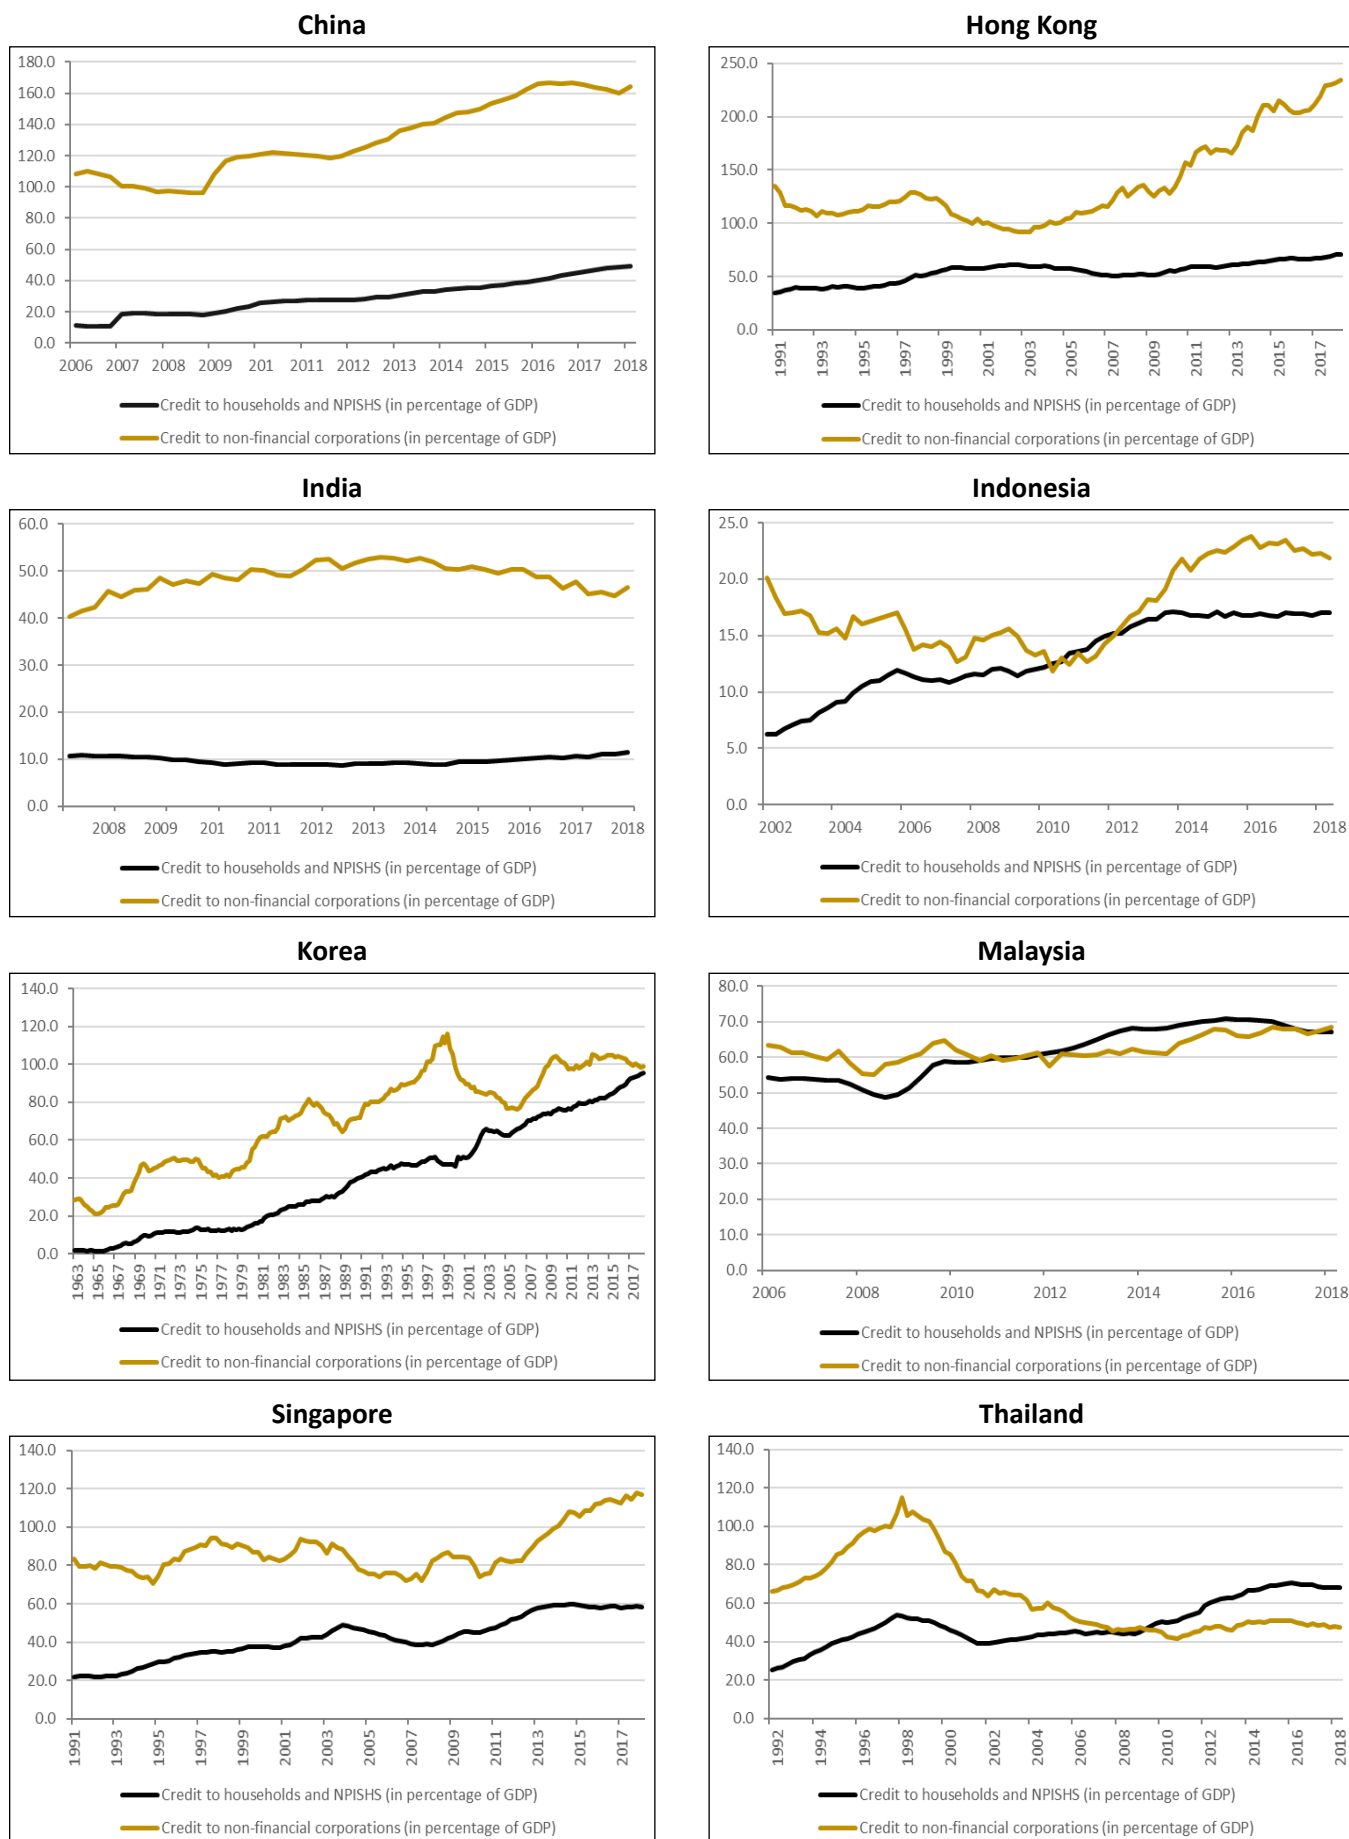 China
180.0
160.0
140.0
120.0
100.0
80.0
60.0
40.0
20.0
0.0
2006 2007 2008 2009 201 2011 2012 2013 2014 2015 2016 2017 2018
Credit to households and NPISHS (in percentage of GDP)
Credit to non-financial corporations (in percentage of GDP)
Hong Kong
250.0
200.0
150.0
100.0
50.0
0.0
1991 1993 1995 1997 1999 2001 2003 2005 2007 2009 2011 2013 2015 2017
Credit to households and NPISHS (in percentage of GDP)
Credit to non-financial corporations (in percentage of GDP)
India
60.0
50.0
40.0
30.0
20.0
10.0
0.0
2008 2009 201 2011 2012 2013 2014 2015 2016 2017 2018
Credit to households and NPISHS (in percentage of GDP)
Credit to non-financial corporations (in percentage of GDP)
Indonesia
25.0
20.0
15.0
10.0
5.0
0.0
2002 2004 2006 2008 2010 2012 2014 2016 2018
Credit to households and NPISHS (in percentage of GDP)
Credit to non-financial corporations (in percentage of GDP)
Korea
140.0
120.0
100.0
80.0
60.0
40.0
20.0
0.0
1963 1965 1967 1969 1971 1973 1975 1977 1979 1981 1983 1985 1987 1989 1991 1993 1995 1997 1999 2001 2003 2005 2007 2009 2011 2013 2015 2017
Credit to households and NPISHS (in percentage of GDP)
Credit to non-financial corporations (in percentage of GDP)
Malaysia
80.0
70.0
60.0
50.0
40.0
30.0
20.0
10.0
0.0
2006 2008 2010 2012 2014 2016 2018
Credit to households and NPISHS (in percentage of GDP)
Credit to non-financial corporations (in percentage of GDP)
Singapore
140.0
120.0
100.0
80.0
60.0
40.0
20.0
0.0
1991 1993 1995 1997 1999 2001 2003 2005 2007 2009 2011 2013 2015 2017
Credit to households and NPISHS (in percentage of GDP)
Credit to non-financial corporations (in percentage of GDP)
Thailand
140.0
120.0
100.0
80.0
60.0
40.0
20.0
0.0
1992 1994 1996 1998 2000 2002 2004 2006 2008 2010 2012 2014 2016 2018
Credit to households and NPISHS (in percentage of GDP)
Credit to non-financial corporations (in percentage of GDP)